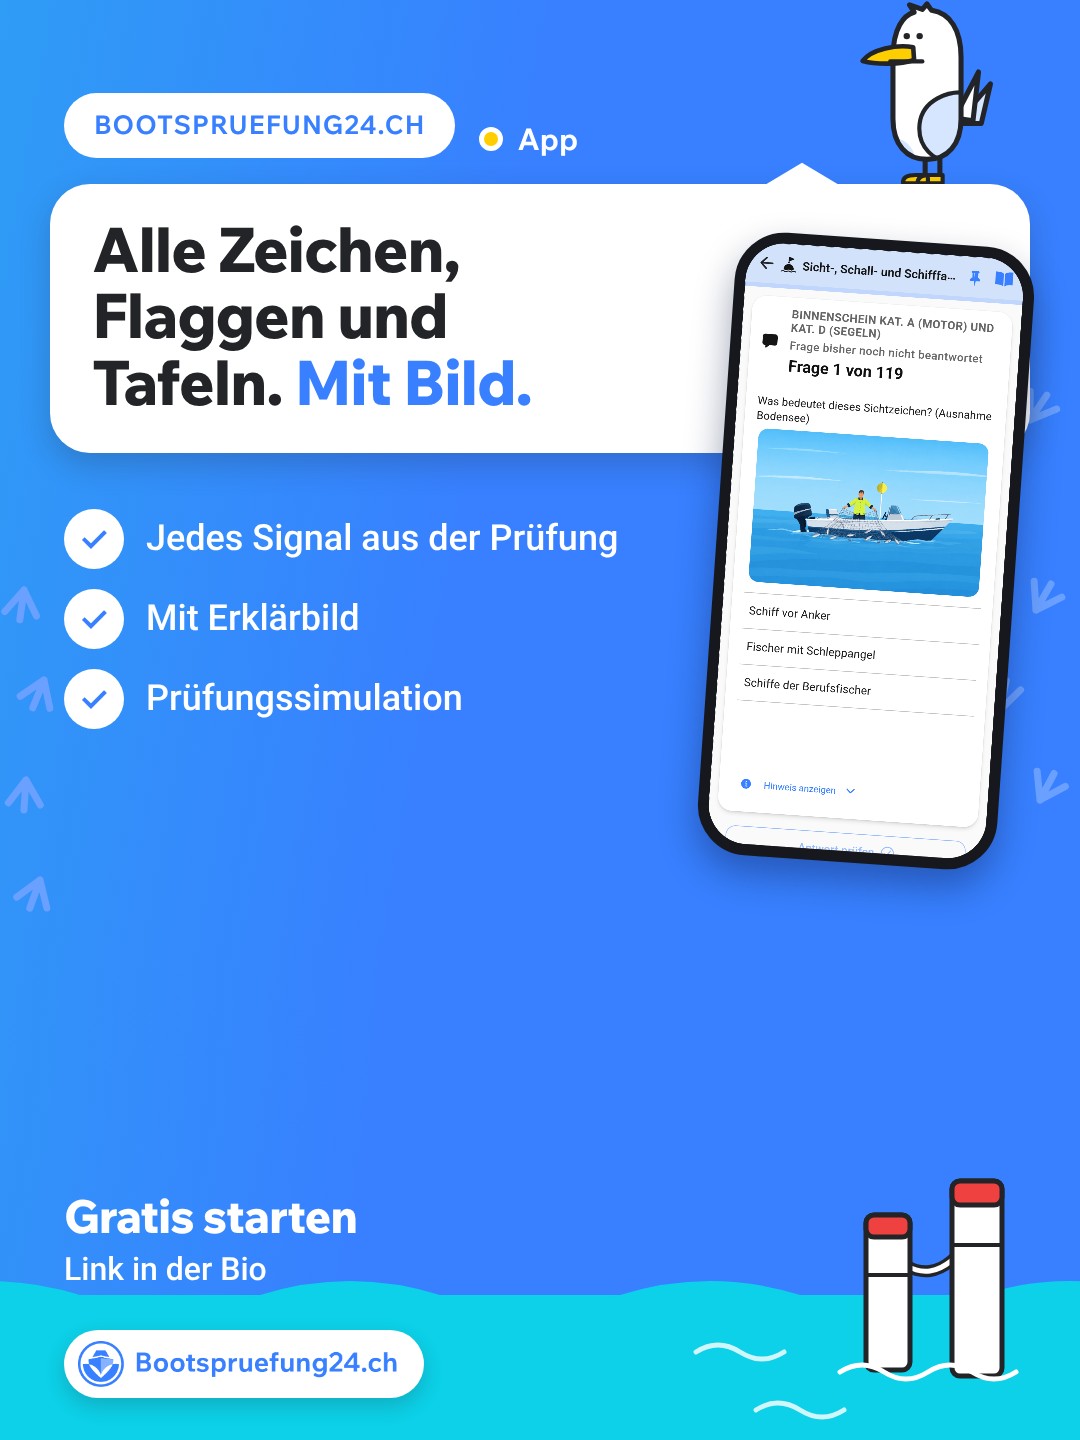 BOOTSPRUEFUNG24.CH
App
Alle Zeichen,
Flaggen und
Tafeln. Mit Bild.
Jedes Signal aus der Prüfung
Mit Erklärbild
Prüfungssimulation
Sicht-, Schall- und Schifffa...
BINNENSCHEIN KAT. A (MOTOR) UND
KAT. D (SEGELN)
Frage bisher noch nicht beantwortet
Frage 1 von 119
Was bedeutet dieses Sichtzeichen? (Ausnahme
Bodensee)
Schiff vor Anker
Fischer mit Schleppangel
Schiffe der Berufsfischer
Hinweis anzeigen
Antwort prüfen
Gratis starten
Link in der Bio
Bootspruefung24.ch